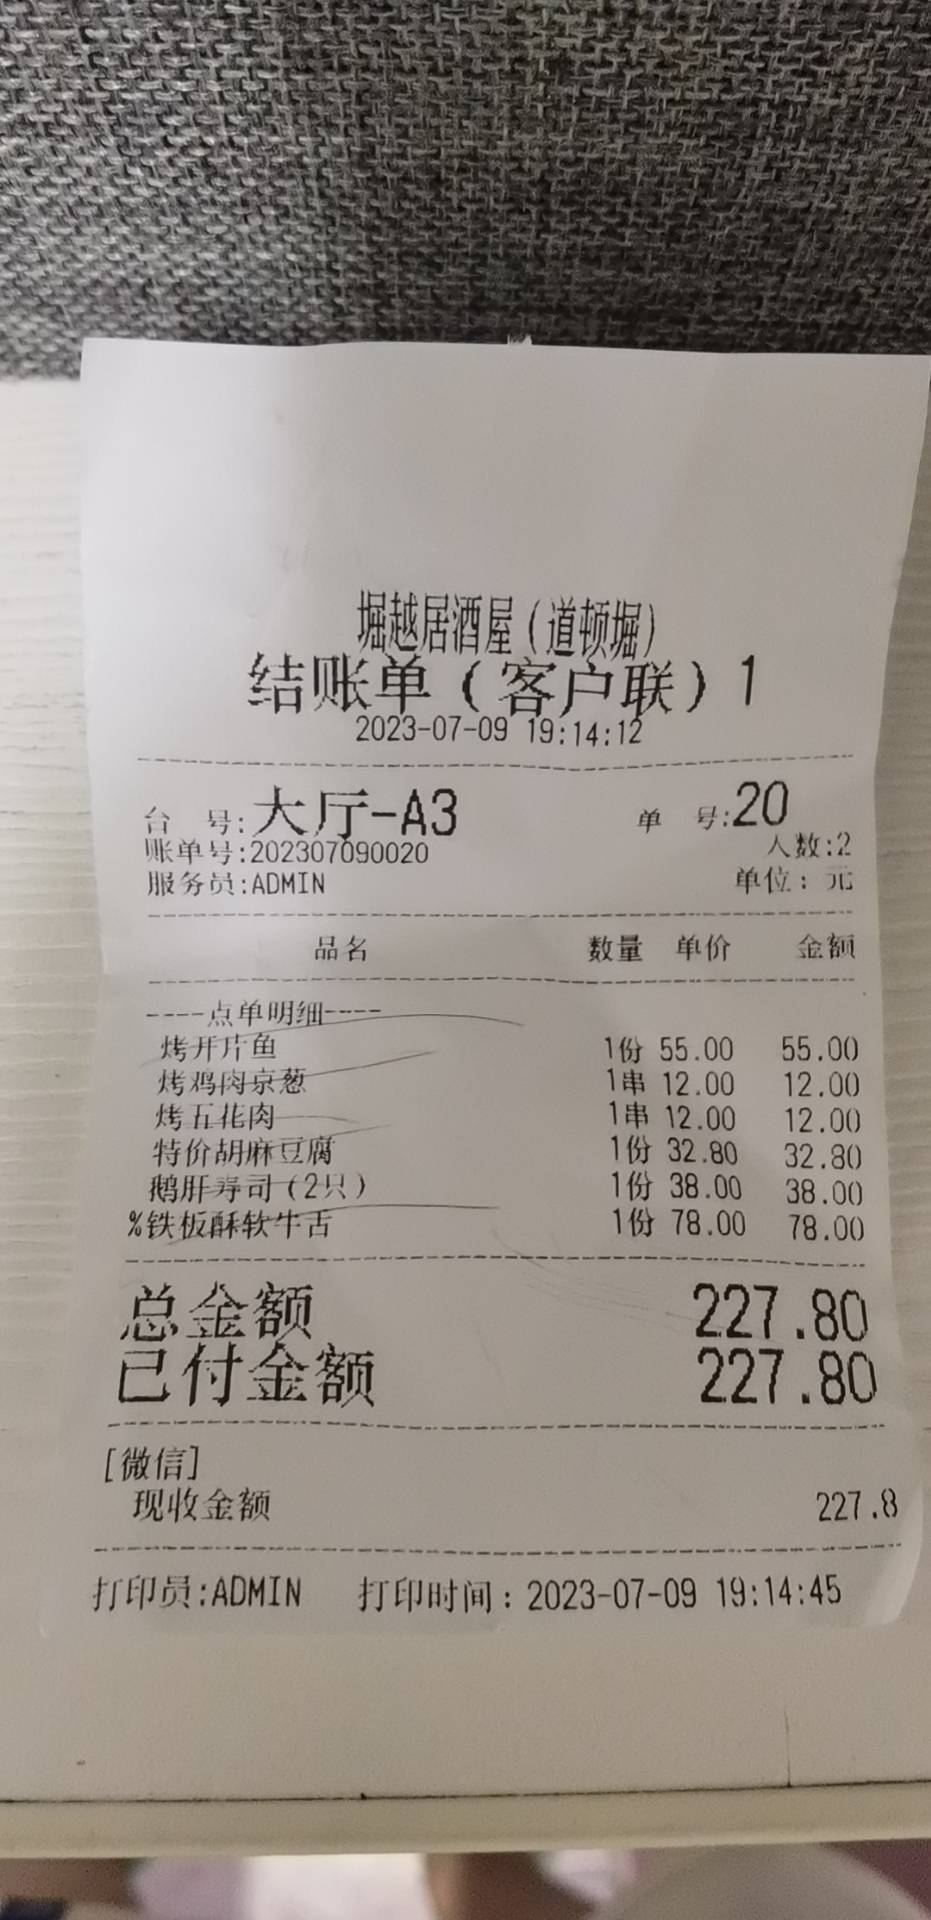 堀越居酒屋(道顿堀)
结账单(客户联)1
2023-07-09 19:14:12
台 号:大厅-A3 单 号:20
账单号:202307090020 人数:2
服务员:ADMIN 单位: 元
品名 数量 单价 金额
----点单明细----
烤开片鱼 1份 55.00 55.00
烤鸡肉京葱 1串 12.00 12.00
烤五花肉 1串 12.00 12.00
特价胡麻豆腐 1份 32.80 32.80
鹅肝寿司(2只) 1份 38.00 38.00
%铁板酥软牛舌 1份 78.00 78.00
总金额 227.80
已付金额 227.80
[微信]
现收金额 227.8
打印员:ADMIN 打印时间: 2023-07-09 19:14:45